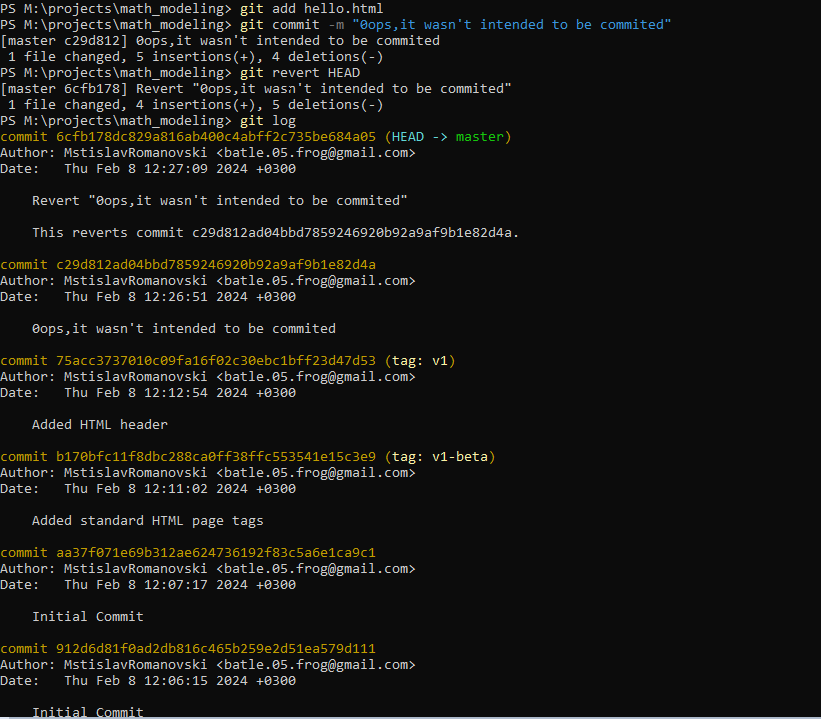 PS M:\projects\math_modeling> git add hello.html
PS M:\projects\math_modeling> git commit -m "0ops,it wasn't intended to be commited"
[master c29d812] 0ops,it wasn't intended to be commited
 1 file changed, 5 insertions(+), 4 deletions(-)
PS M:\projects\math_modeling> git revert HEAD
[master 6cfb178] Revert "0ops,it wasn't intended to be commited"
 1 file changed, 4 insertions(+), 5 deletions(-)
PS M:\projects\math_modeling> git log
commit 6cfb178dc829a816ab400c4abff2c735be684a05 (HEAD -> master)
Author: MstislavRomanovski <batle.05.frog@gmail.com>
Date:   Thu Feb 8 12:27:09 2024 +0300

    Revert "0ops,it wasn't intended to be commited"

    This reverts commit c29d812ad04bbd7859246920b92a9af9b1e82d4a.

commit c29d812ad04bbd7859246920b92a9af9b1e82d4a
Author: MstislavRomanovski <batle.05.frog@gmail.com>
Date:   Thu Feb 8 12:26:51 2024 +0300

    0ops,it wasn't intended to be commited

commit 75acc3737010c09fa16f02c30ebc1bff23d47d53 (tag: v1)
Author: MstislavRomanovski <batle.05.frog@gmail.com>
Date:   Thu Feb 8 12:12:54 2024 +0300

    Added HTML header

commit b170bfc11f8dbc288ca0ff38ffc553541e15c3e9 (tag: v1-beta)
Author: MstislavRomanovski <batle.05.frog@gmail.com>
Date:   Thu Feb 8 12:11:02 2024 +0300

    Added standard HTML page tags

commit aa37f071e69b312ae624736192f83c5a6e1ca9c1
Author: MstislavRomanovski <batle.05.frog@gmail.com>
Date:   Thu Feb 8 12:07:17 2024 +0300

    Initial Commit

commit 912d6d81f0ad2db816c465b259e2d51ea579d111
Author: MstislavRomanovski <batle.05.frog@gmail.com>
Date:   Thu Feb 8 12:06:15 2024 +0300

    Initial Commit